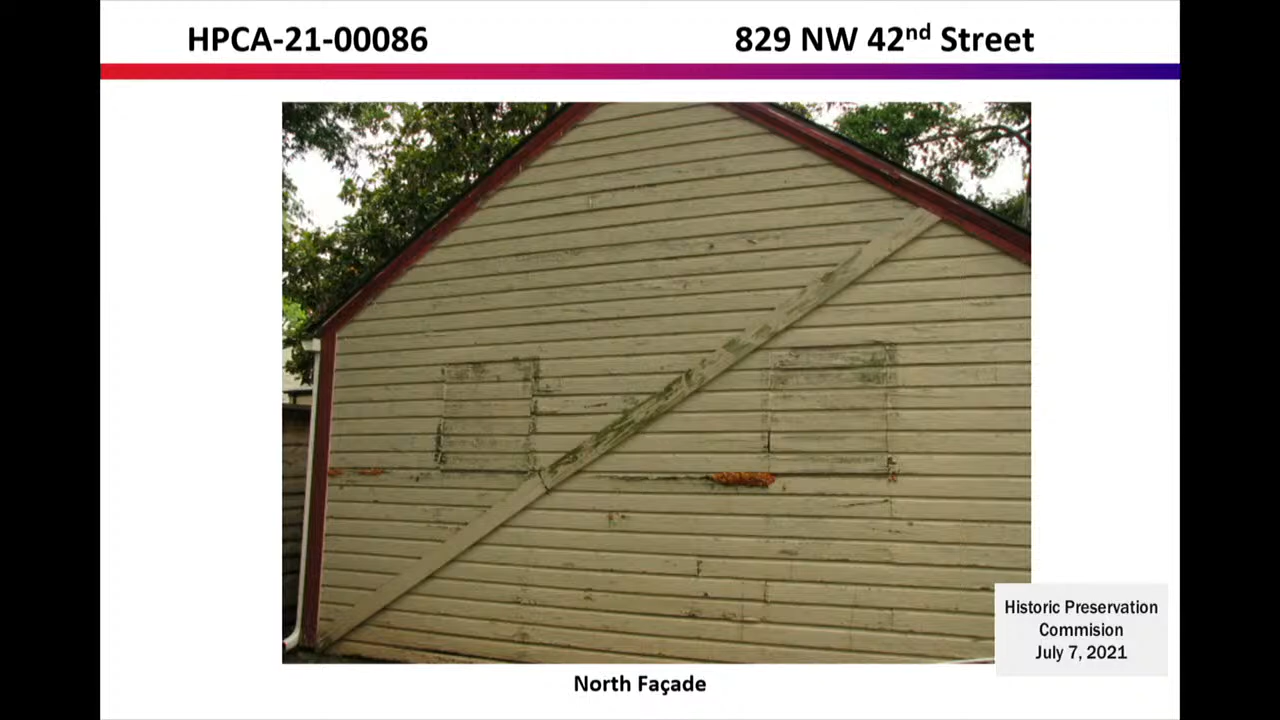 HPCA-21-00086 829 NW 42nd Street
North Façade
Historic Preservation
Commision
July 7, 2021